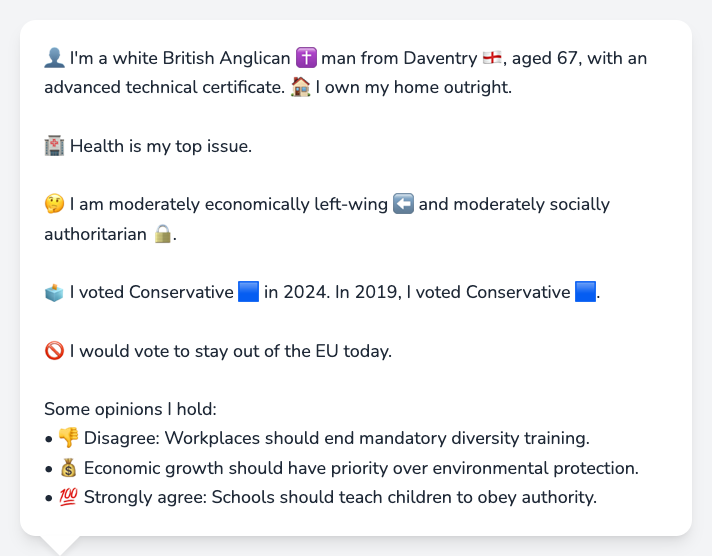 👤 I'm a white British Anglican ✝️ man from Daventry 🏴󠁧󠁢󠁥󠁮󠁧󠁿, aged 67, with an
advanced technical certificate. 🏠 I own my home outright.
🏥 Health is my top issue.
🤔 I am moderately economically left-wing ⬅️ and moderately socially
authoritarian 🔒.
🗳️ I voted Conservative 🟦 in 2024. In 2019, I voted Conservative 🟦.
🚫 I would vote to stay out of the EU today.
Some opinions I hold:
• 👎 Disagree: Workplaces should end mandatory diversity training.
• 💰 Economic growth should have priority over environmental protection.
• 💯 Strongly agree: Schools should teach children to obey authority.